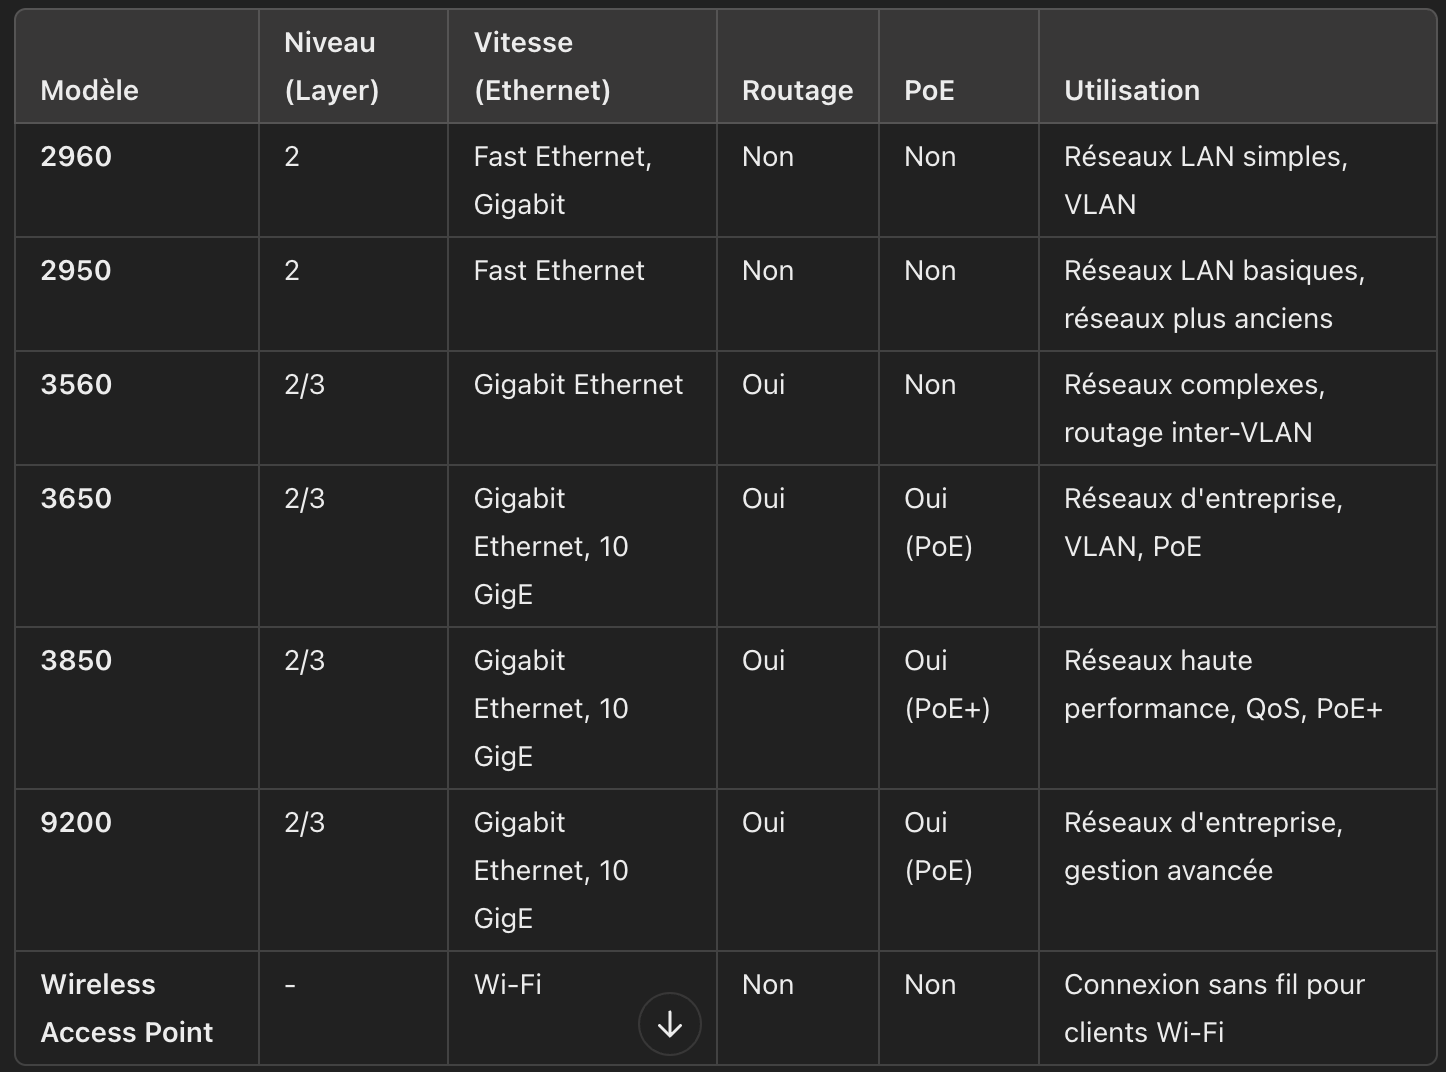 Modèle
Niveau
(Layer)
Vitesse
(Ethernet)
Routage
PoE
Utilisation
2960
2
Fast Ethernet,
Gigabit
Non
Non
Réseaux LAN simples,
VLAN
2950
2
Fast Ethernet
Non
Non
Réseaux LAN basiques,
réseaux plus anciens
3560
2/3
Gigabit Ethernet
Oui
Non
Réseaux complexes,
routage inter-VLAN
3650
2/3
Gigabit
Ethernet, 10
GigE
Oui
Oui
(PoE)
Réseaux d'entreprise,
VLAN, PoE
3850
2/3
Gigabit
Ethernet, 10
GigE
Oui
Oui
(PoE+)
Réseaux haute
performance, QoS, PoE+
9200
2/3
Gigabit
Ethernet, 10
GigE
Oui
Oui
(PoE)
Réseaux d'entreprise,
gestion avancée
Wireless
Access Point
-
Wi-Fi
Non
Non
Connexion sans fil pour
clients Wi-Fi